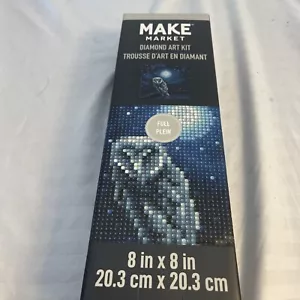 MAKE
MARKET
DIAMOND ART KIT
TROUSSE D'ART EN DIAMANT
FULL
PLEIN
8 in x 8 in
20.3 cm x 20.3 cm